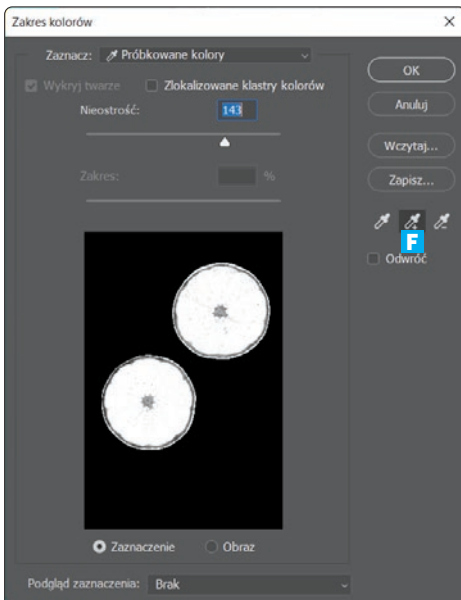 Zakres kolorów
Zaznacz: Próbkowane kolory
Wykryj twarze Zlokalizowane klastry kolorów
Nieostrość: 143
Zakres: %
OK
Anuluj
Wczytaj...
Zapisz...
F
Odwróć
Zaznaczenie Obraz
Podgląd zaznaczenia: Brak